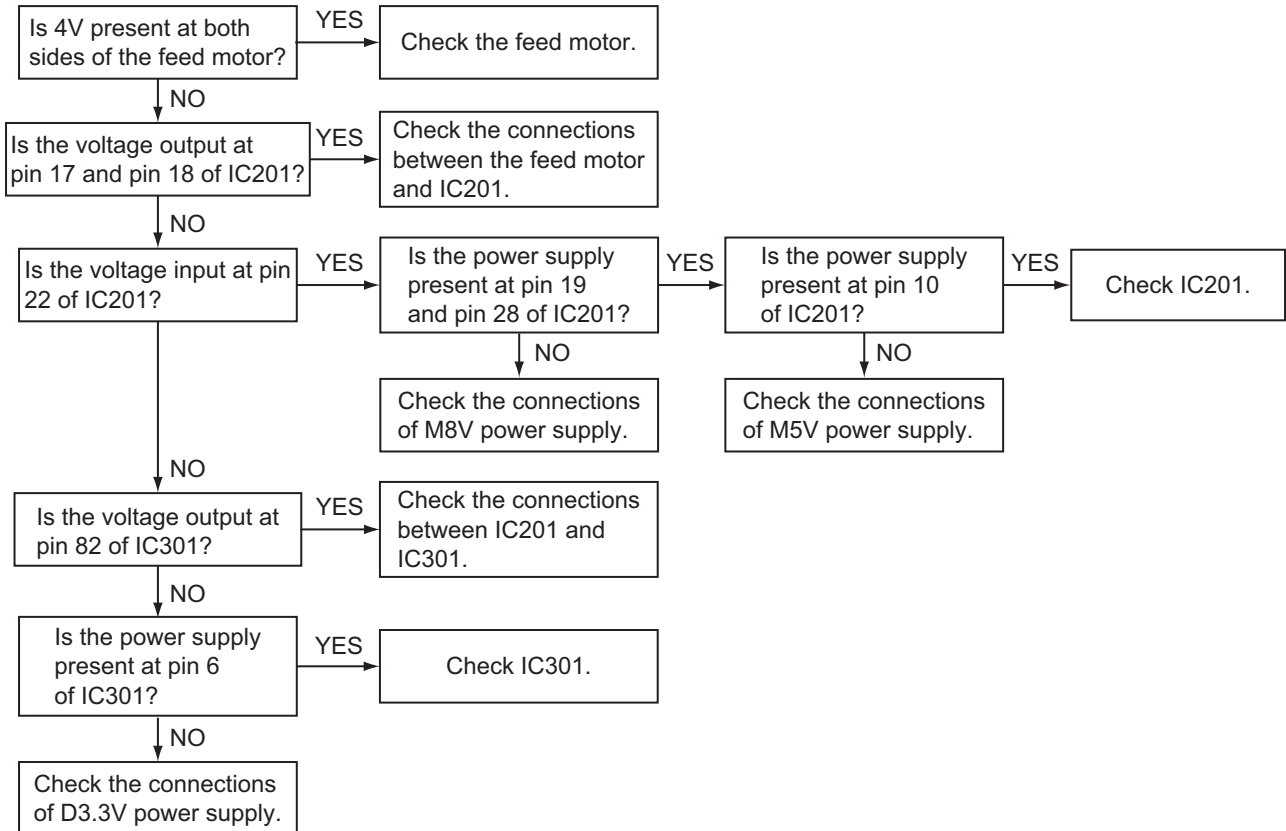 Is 4V present at both
sides of the feed motor?
YES
Check the feed motor.
NO
Is the voltage output at
pin 17 and pin 18 of IC201?
YES
Check the connections
between the feed motor
and IC201.
NO
Is the voltage input at pin
22 of IC201?
YES
Is the power supply
present at pin 19
and pin 28 of IC201?
YES
Is the power supply
present at pin 10
of IC201?
YES
Check IC201.
NO
Check the connections
of M8V power supply.
NO
Check the connections
of M5V power supply.
NO
Is the voltage output at
pin 82 of IC301?
YES
Check the connections
between IC201 and
IC301.
NO
Is the power supply
present at pin 6
of IC301?
YES
Check IC301.
NO
Check the connections
of D3.3V power supply.